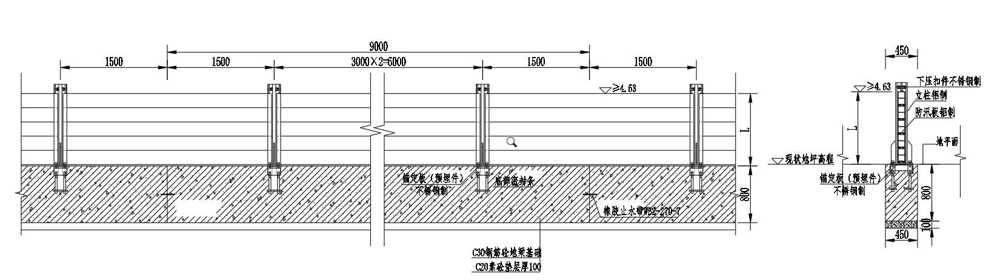 9000
1500
1500
3000×2=6000
1500
1500
≥4.63
L
锚定板（预埋件）
不锈钢制
底部密封条
800
橡胶止水带WB2-270-7
C30钢筋砼地梁基础
C20素砼垫层厚100
450
≥4.63
下压扣件不锈钢制
立柱铝制
防汛板铝制
L
地平面
现状地坪高程
锚定板（预埋件）
不锈钢制
800
100
450